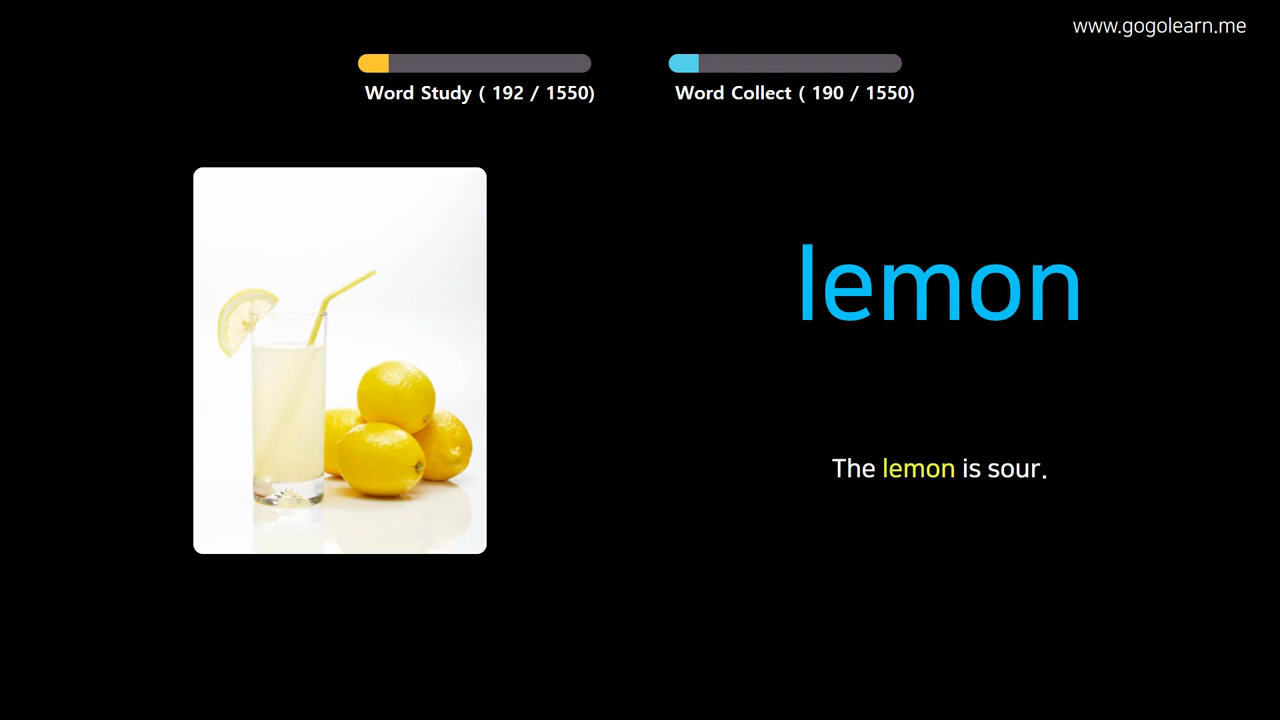 www.gogolearn.me
Word Study ( 192 / 1550)
Word Collect ( 190 / 1550)
lemon
The lemon is sour.